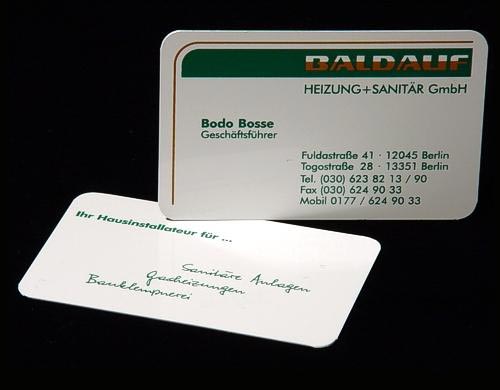 BALDAUF
HEIZUNG+SANITÄR GmbH
Bodo Bosse
Geschäftsführer
Fuldastraße 41 · 12045 Berlin
Togostraße 28 · 13351 Berlin
Tel. (030) 623 82 13 / 90
Fax (030) 624 90 33
Mobil 0177 / 624 90 33
Ihr Hausinstallateur für ...
Sanitäre Anlagen
Gasheizungen
Bauklempnerei